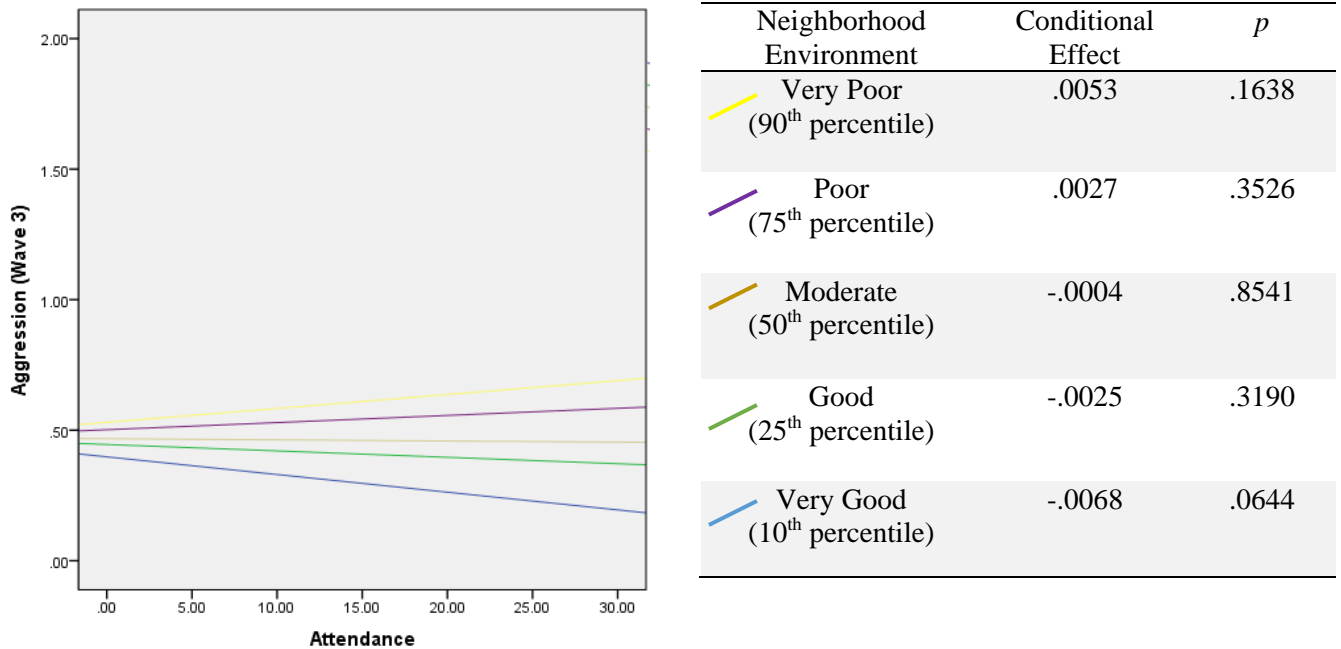 2.00
1.50
1.00
.50
.00
Aggression (Wave 3)
.00 5.00 10.00 15.00 20.00 25.00 30.00
Attendance
Neighborhood Conditional p
Environment Effect
Very Poor .0053 .1638
(90th percentile)
Poor .0027 .3526
(75th percentile)
Moderate -.0004 .8541
(50th percentile)
Good -.0025 .3190
(25th percentile)
Very Good -.0068 .0644
(10th percentile)